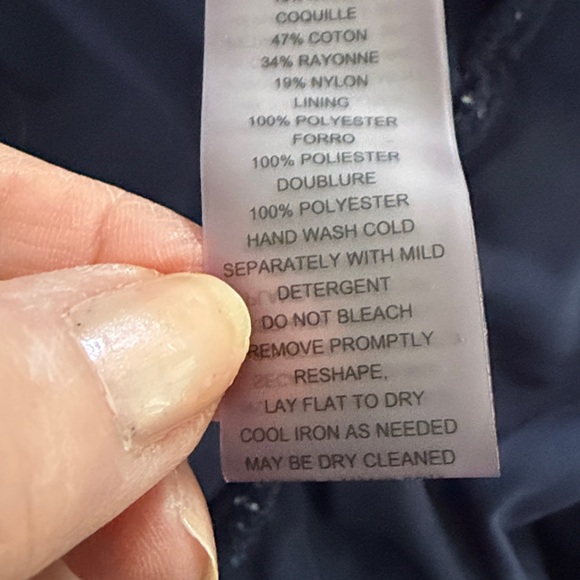 COQUILLE
47% COTON
34% RAYONNE
19% NYLON
LINING
100% POLYESTER
FORRO
100% POLIESTER
DOUBLURE
100% POLYESTER
HAND WASH COLD
SEPARATELY WITH MILD
DETERGENT
DO NOT BLEACH
REMOVE PROMPTLY
RESHAPE,
LAY FLAT TO DRY
COOL IRON AS NEEDED
MAY BE DRY CLEANED